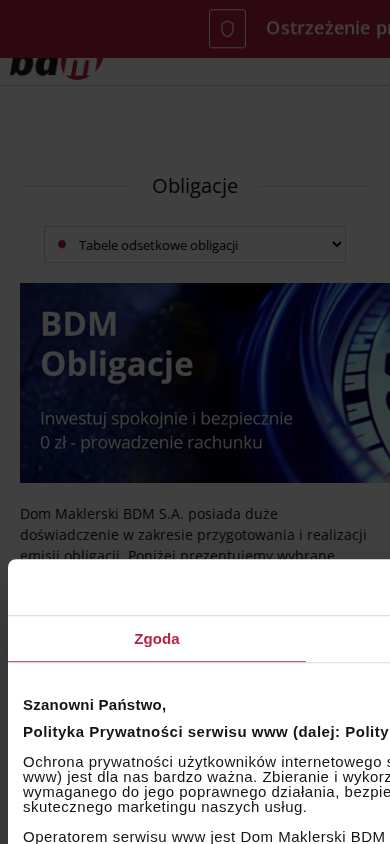 Ostrzeżenie
bdm
Obligacje
Tabele odsetkowe obligacji
BDM
Obligacje
Inwestuj spokojnie i bezpiecznie
0 zł - prowadzenie rachunku
Dom Maklerski BDM S.A. posiada duże
doświadczenie w zakresie przygotowania i realizacji
emisji obligacji. Poniżej prezentujemy wybrane
Zgoda
Szanowni Państwo,
Polityka Prywatności serwisu www (dalej: Polity
Ochrona prywatności użytkowników internetowego s
www) jest dla nas bardzo ważna. Zbieranie i wykorz
wymaganego do jego poprawnego działania, bezpie
skutecznego marketingu naszych usług.
Operatorem serwisu www jest Dom Maklerski BDM